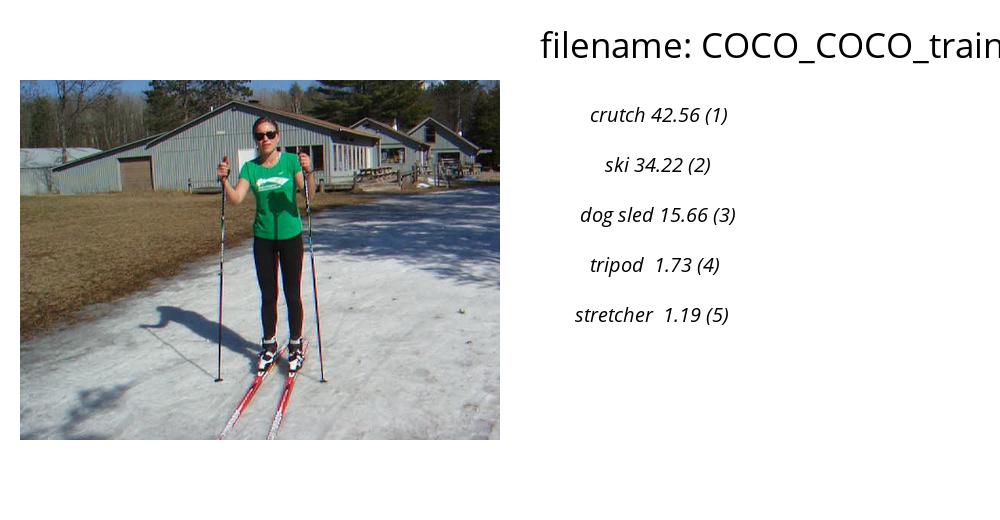 filename: COCO_COCO_train
crutch 42.56 (1)
ski 34.22 (2)
dog sled 15.66 (3)
tripod  1.73 (4)
stretcher  1.19 (5)